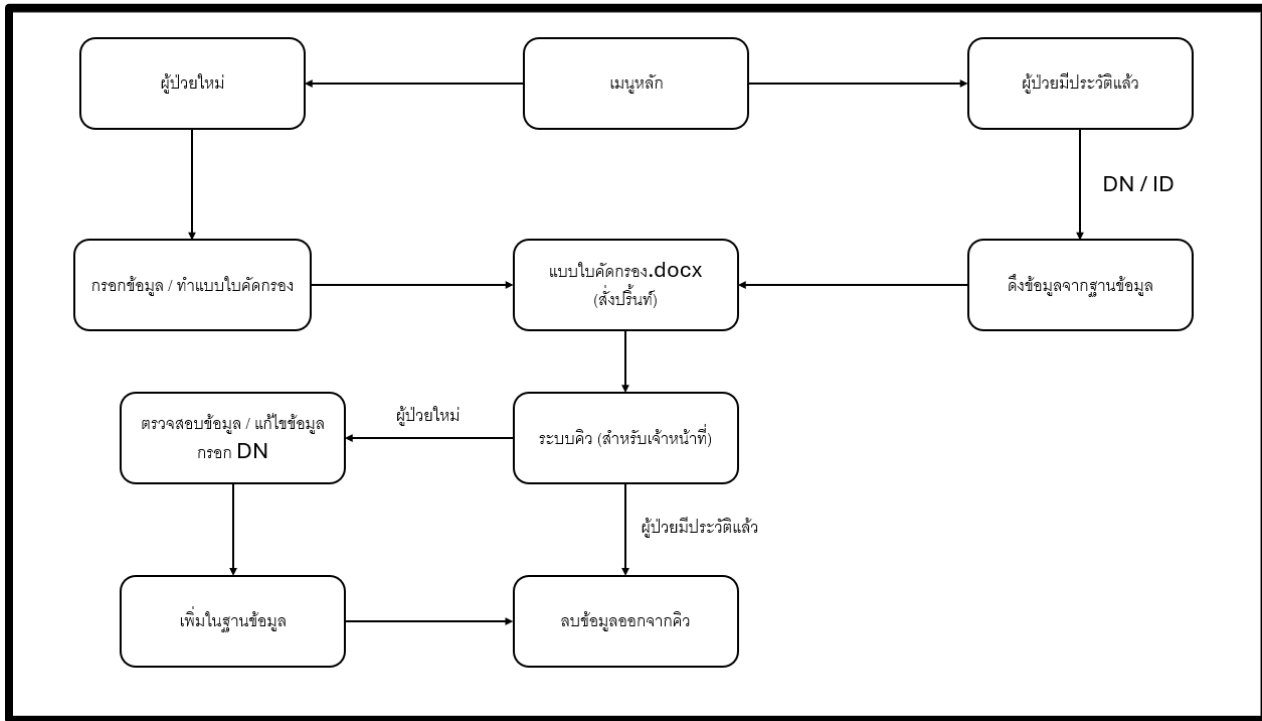 ผู้ป่วยใหม่
เมนูหลัก
ผู้ป่วยมีประวัติแล้ว
DN / ID
กรอกข้อมูล / ทำแบบใบคัดกรอง
แบบใบคัดกรอง.docx
(สั่งปริ้นท์)
ดึงข้อมูลจากฐานข้อมูล
ตรวจสอบข้อมูล / แก้ไขข้อมูล
กรอก DN
ผู้ป่วยใหม่
ระบบคิว (สำหรับเจ้าหน้าที่)
ผู้ป่วยมีประวัติแล้ว
เพิ่มในฐานข้อมูล
ลบข้อมูลออกจากคิว